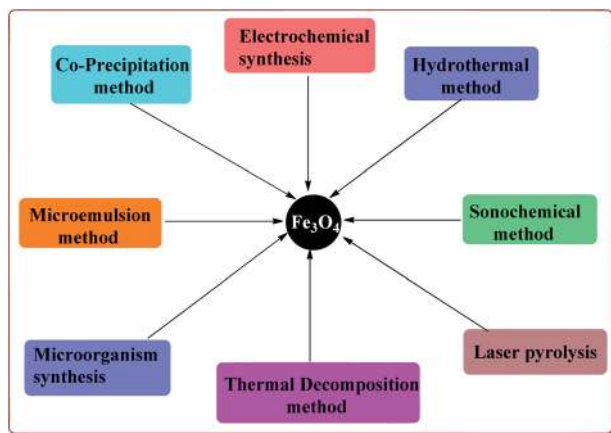 Electrochemical
synthesis
Co-Precipitation
method
Hydrothermal
method
Microemulsion
method
Fe₃O₄
Sonochemical
method
Microorganism
synthesis
Thermal Decomposition
method
Laser pyrolysis